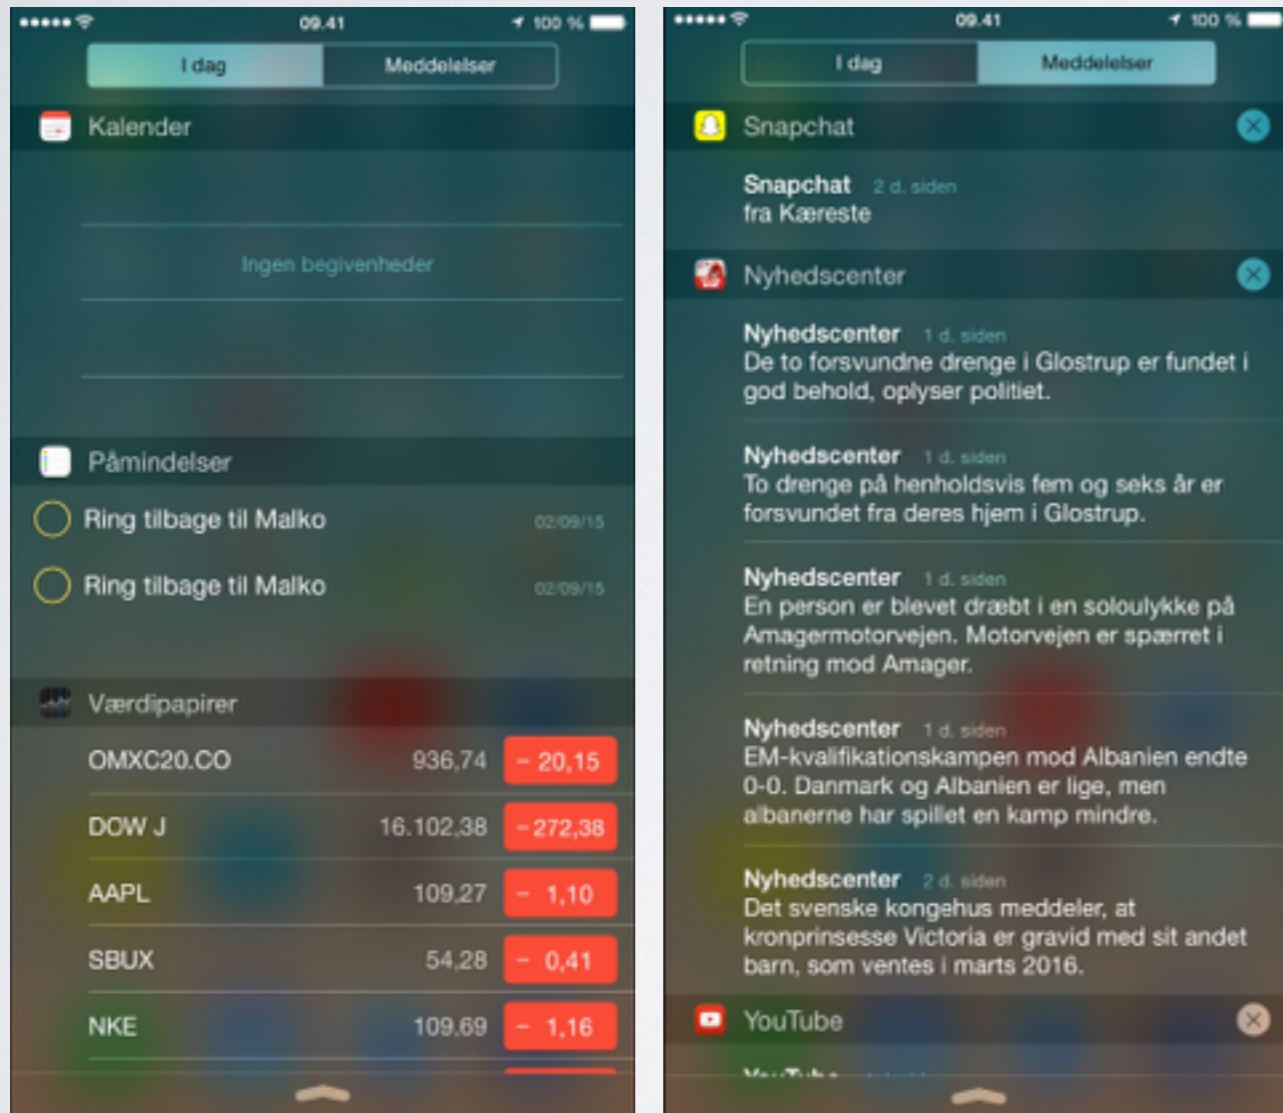 09.41
100 %
I dag
Meddelelser
Kalender
Ingen begivenheder
Påmindelser
Ring tilbage til Malko
02/09/15
Ring tilbage til Malko
02/09/15
Værdipapirer
OMXC20.CO 936,74 - 20,15
DOW J 16.102,38 -272,38
AAPL 109,27 - 1,10
SBUX 54,28 - 0,41
NKE 109,69 - 1,16
09.41
100 %
I dag
Meddelelser
Snapchat
Snapchat 2 d. siden
fra Kæreste
Nyhedscenter
Nyhedscenter 1 d. siden
De to forsvundne drenge i Glostrup er fundet i
god behold, oplyser politiet.
Nyhedscenter 1 d. siden
To drenge på henholdsvis fem og seks år er
forsvundet fra deres hjem i Glostrup.
Nyhedscenter 1 d. siden
En person er blevet dræbt i en soloulykke på
Amagermotorvejen. Motorvejen er spærret i
retning mod Amager.
Nyhedscenter 1 d. siden
EM-kvalifikationskampen mod Albanien endte
0-0. Danmark og Albanien er lige, men
albanerne har spillet en kamp mindre.
Nyhedscenter 2 d. siden
Det svenske kongehus meddeler, at
kronprinsesse Victoria er gravid med sit andet
barn, som ventes i marts 2016.
YouTube
YouTube